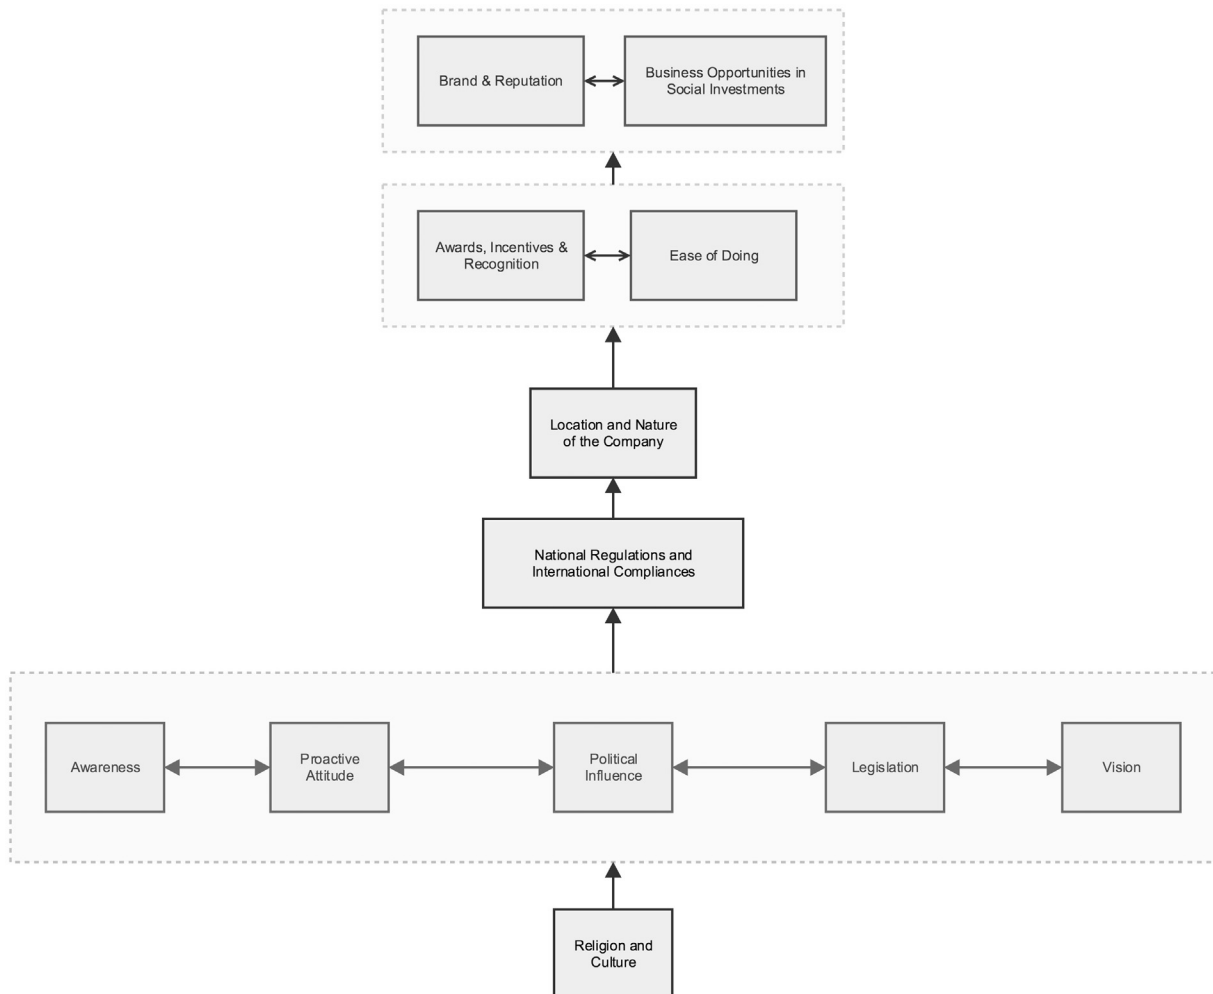 Brand & Reputation
Business Opportunities in
Social Investments
Awards, Incentives &
Recognition
Ease of Doing
Location and Nature
of the Company
National Regulations and
International Compliances
Awareness
Proactive
Attitude
Political
Influence
Legislation
Vision
Religion and
Culture